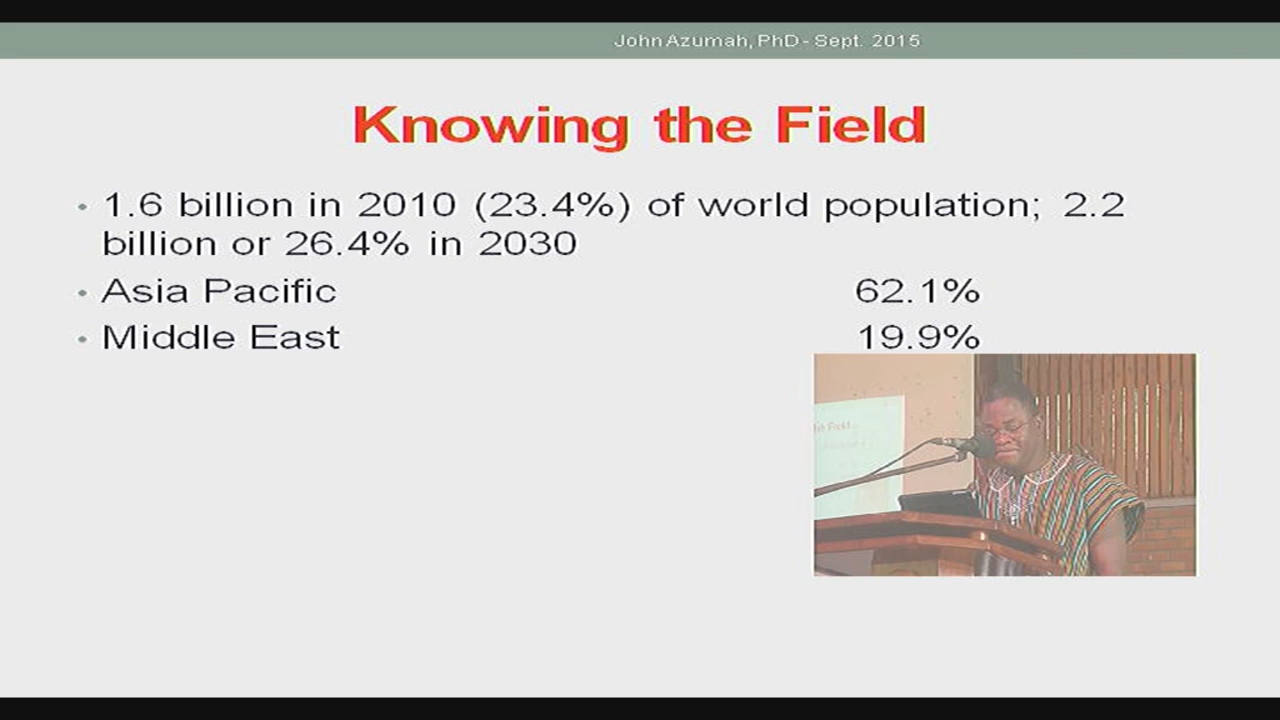 John Azumah, PhD - Sept. 2015
Knowing the Field
• 1.6 billion in 2010 (23.4%) of world population; 2.2
billion or 26.4% in 2030
• Asia Pacific 62.1%
• Middle East 19.9%
Field